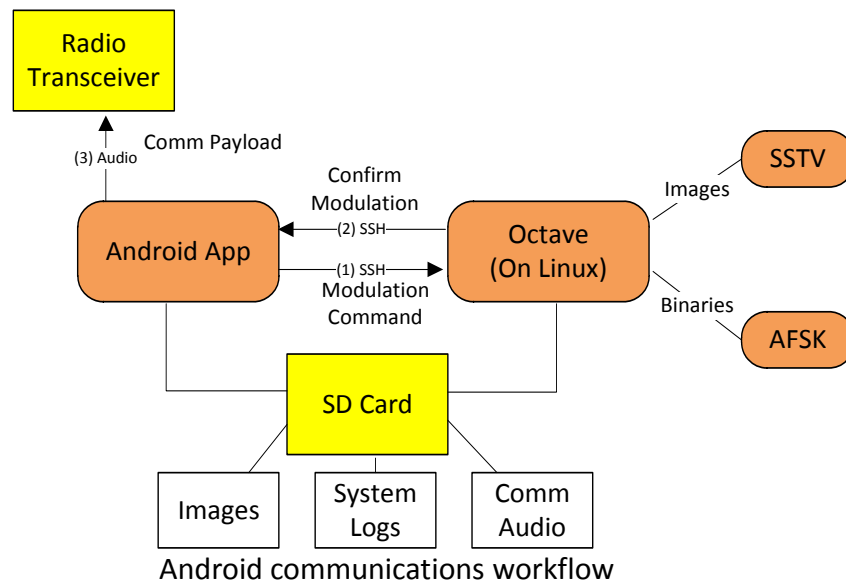 Radio
Transceiver
(3) Audio
Comm Payload
Confirm
Modulation
(2) SSH
Android App
(1) SSH
Modulation
Command
Octave
(On Linux)
Images
SSTV
Binaries
AFSK
SD Card
Images
System
Logs
Comm
Audio
Android communications workflow